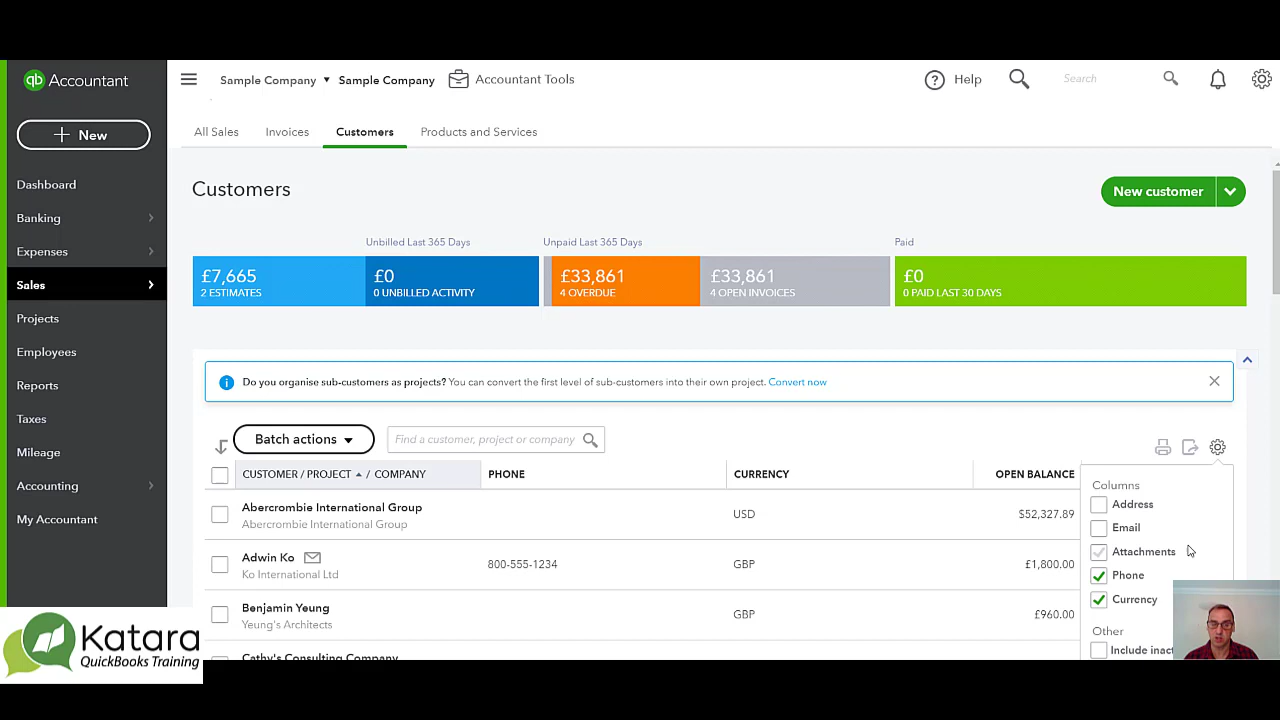 qb Accountant
Sample Company Sample Company Accountant Tools Help Search
New
All Sales Invoices Customers Products and Services
Dashboard
Banking
Expenses
Sales
Projects
Employees
Reports
Taxes
Mileage
Accounting
My Accountant
Customers
New customer
Unbilled Last 365 Days Unpaid Last 365 Days Paid
£7,665 £0 £33,861 £33,861 £0
2 ESTIMATES 0 UNBILLED ACTIVITY 4 OVERDUE 4 OPEN INVOICES 0 PAID LAST 30 DAYS
Do you organise sub-customers as projects? You can convert the first level of sub-customers into their own project. Convert now
Batch actions Find a customer, project or company
CUSTOMER / PROJECT / COMPANY PHONE CURRENCY OPEN BALANCE
Abercrombie International Group USD $52,327.89
Abercrombie International Group
Adwin Ko 800-555-1234 GBP £1,800.00
Ko International Ltd
Benjamin Yeung GBP £960.00
Yeung's Architects
Cathy's Consulting Company
Columns
Address
Email
Attachments
Phone
Currency
Other
Include inact
Katara
QuickBooks Training